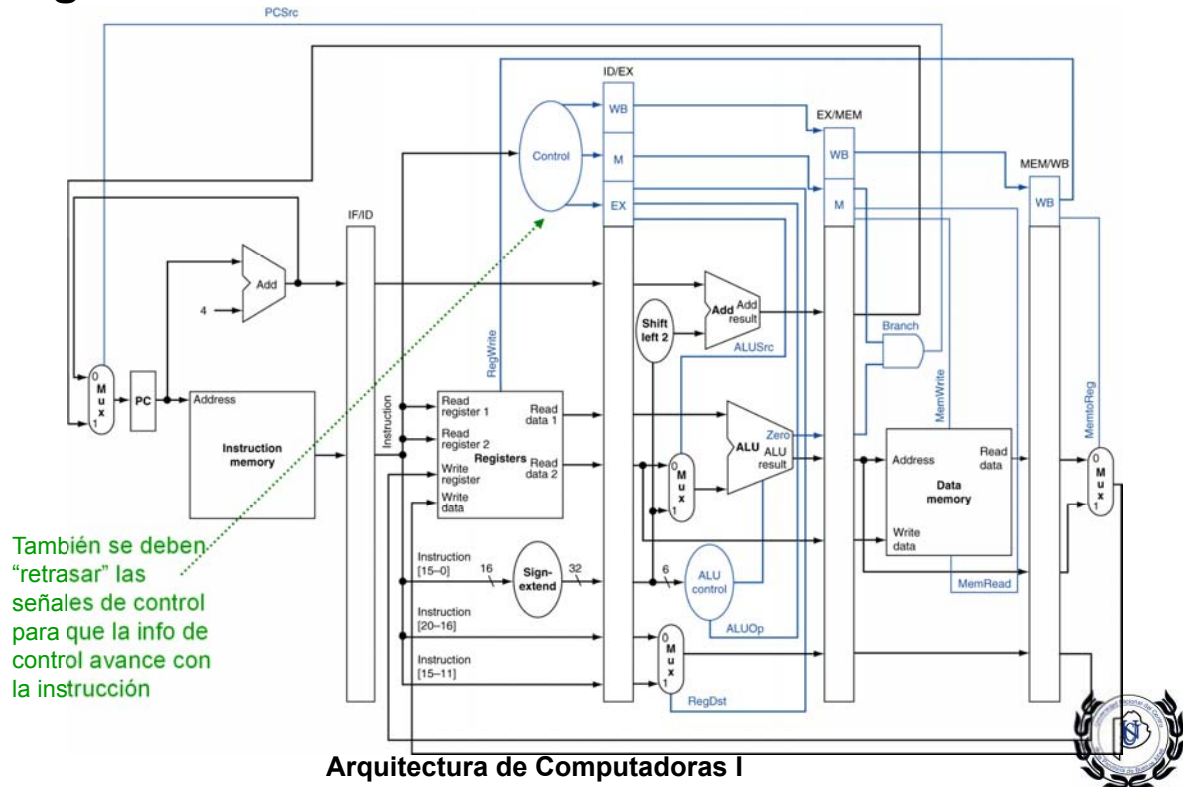 PCSrc
ID/EX
WB
EX/MEM
Control
M
WB
MEM/WB
EX
M
WB
IF/ID
Add
4
Shift
left 2
Add
Add
result
Branch
ALUSrc
RegWrite
MemWrite
MemtoReg
0
M
u
x
1
PC
Address
Instruction
memory
Instruction
Read
register 1
Read
register 2
Write
register
Write
data
Registers
Read
data 1
Read
data 2
0
M
u
x
1
Zero
ALU
ALU
result
Address
Read
data
Data
memory
Write
data
MemRead
0
M
u
x
1
También se deben
“retrasar” las
señales de control
para que la info de
control avance con
la instrucción
Instruction
[15–0]
16
Sign-
extend
32
6
ALU
control
ALUOp
Instruction
[20–16]
Instruction
[15–11]
0
M
u
x
1
RegDst
Arquitectura de Computadoras I